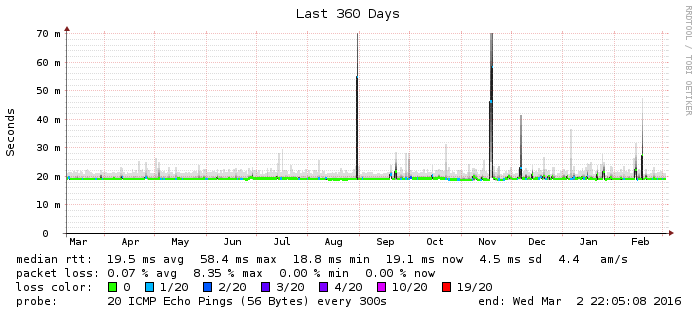 Last 360 Days
RRDTOOL / TOBI OETIKER
Seconds
70 m
60 m
50 m
40 m
30 m
20 m
10 m
0
Mar Apr May Jun Jul Aug Sep Oct Nov Dec Jan Feb
median rtt: 19.5 ms avg 58.4 ms max 18.8 ms min 19.1 ms now 4.5 ms sd 4.4 am/s
packet loss: 0.07 % avg 8.35 % max 0.00 % min 0.00 % now
loss color: 0 1/20 2/20 3/20 4/20 10/20 19/20
probe: 20 ICMP Echo Pings (56 Bytes) every 300s end: Wed Mar 2 22:05:08 2016